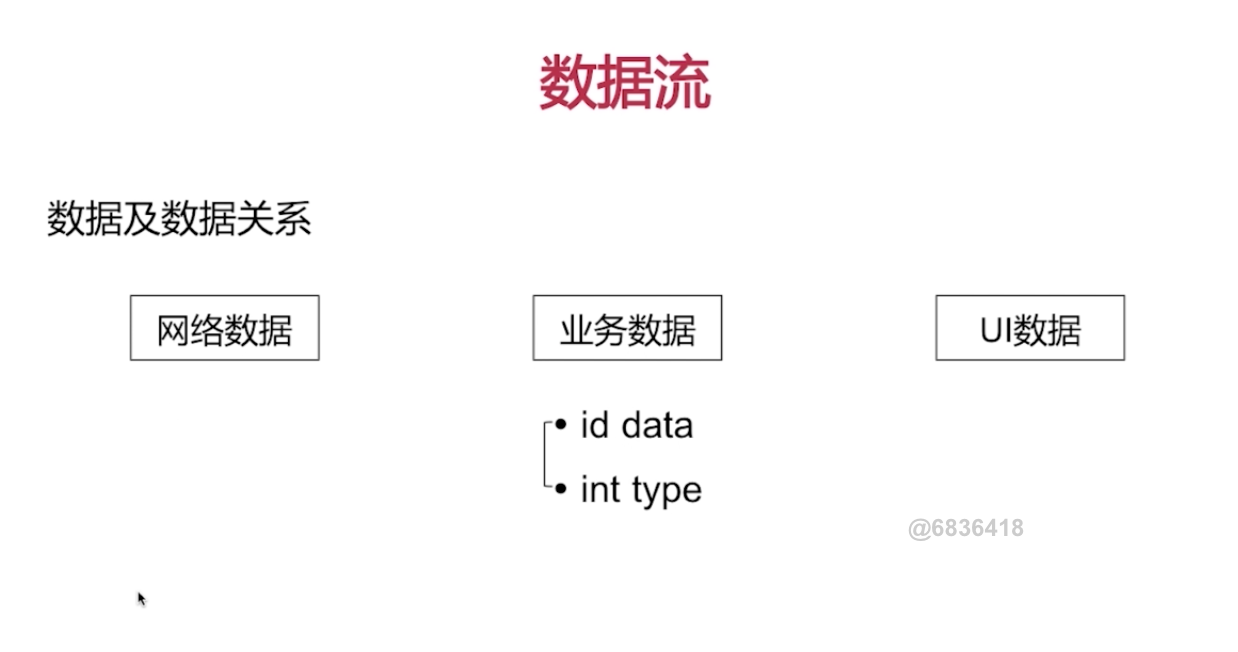 数据流
数据及数据关系
网络数据
业务数据
UI数据
• id data
• int type
@6836418